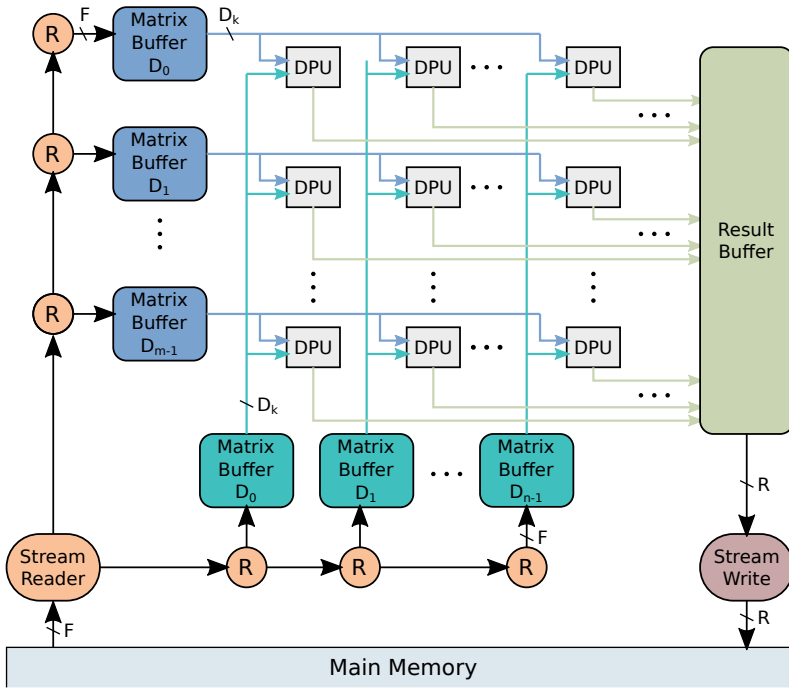 R
F
Matrix
Buffer
D0
Dk
DPU
DPU
...
DPU
...
R
Matrix
Buffer
D1
DPU
DPU
...
DPU
...
Result
Buffer
R
Matrix
Buffer
Dm-1
DPU
DPU
...
DPU
...
Dk
Matrix
Buffer
D0
Matrix
Buffer
D1
...
Matrix
Buffer
Dn-1
R
F
Stream
Reader
R
R
R
Stream
Write
F
R
Main Memory